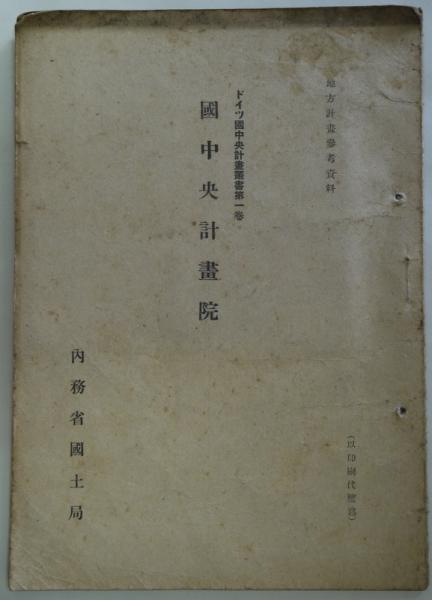 地方計畫參考資料
ドイツ國中央計畫叢書第一卷
國中央計畫院
內務省國土局
(以印刷代謄寫)